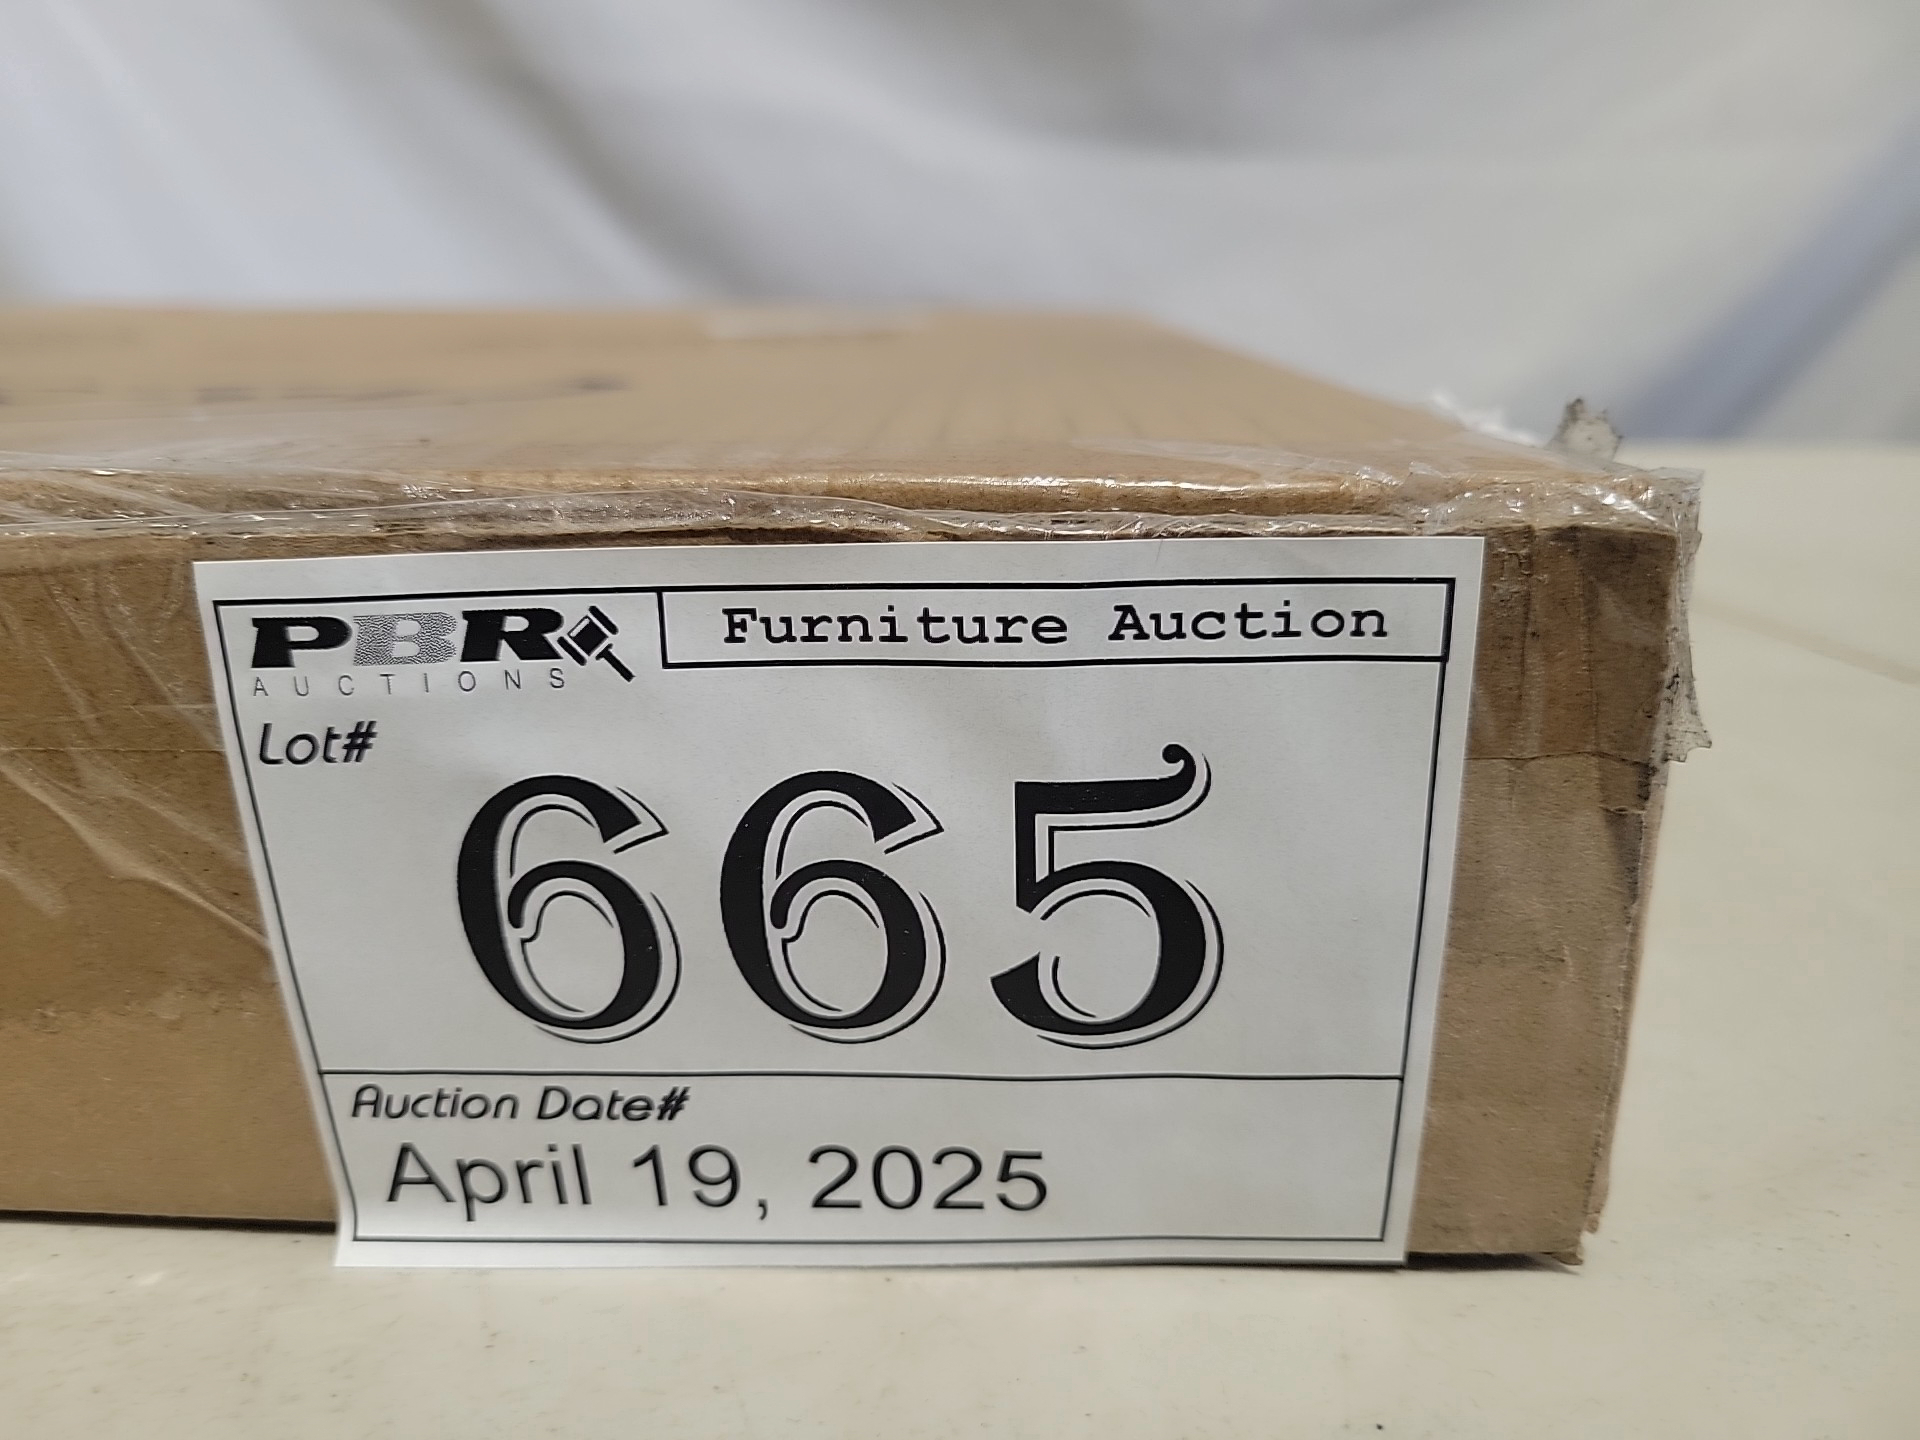 PBR
AUCTIONS
Furniture Auction
Lot#
665
Auction Date#
April 19, 2025